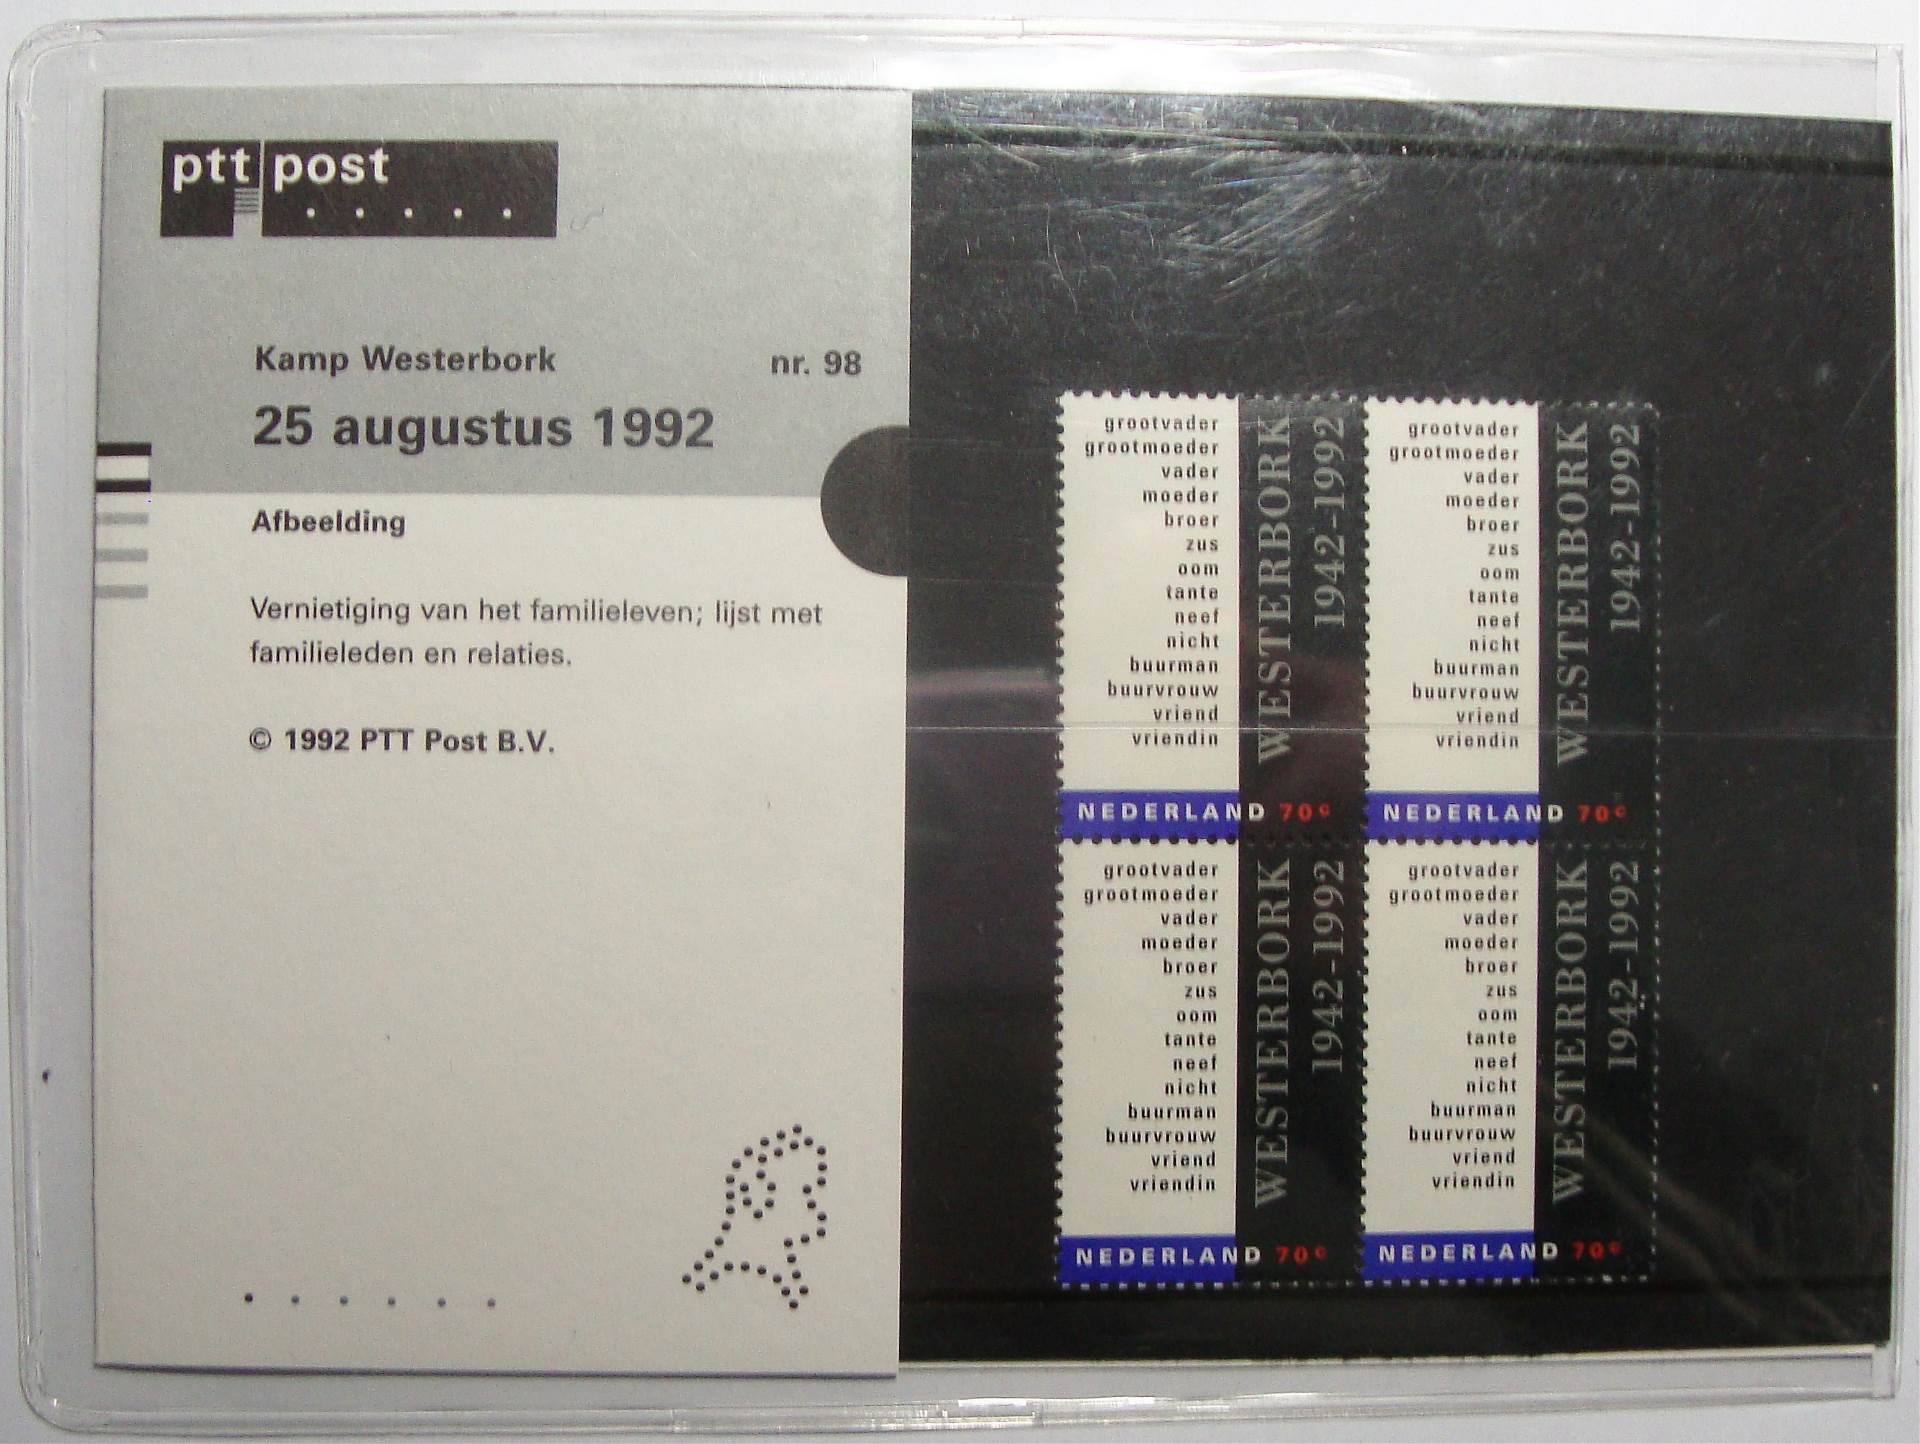 ptt post
Kamp Westerbork nr. 98
25 augustus 1992
Afbeelding
Vernietiging van het familieleven; lijst met
familieleden en relaties.
© 1992 PTT Post B.V.
grootvader
grootmoeder
vader
moeder
broer
zus
oom
tante
neef
nicht
buurman
buurvrouw
vriend
vriendin
WESTERBORK
1942-1992
NEDERLAND 70c
grootvader
grootmoeder
vader
moeder
broer
zus
oom
tante
neef
nicht
buurman
buurvrouw
vriend
vriendin
WESTERBORK
1942-1992
NEDERLAND 70c
grootvader
grootmoeder
vader
moeder
broer
zus
oom
tante
neef
nicht
buurman
buurvrouw
vriend
vriendin
WESTERBORK
1942-1992
NEDERLAND 70c
grootvader
grootmoeder
vader
moeder
broer
zus
oom
tante
neef
nicht
buurman
buurvrouw
vriend
vriendin
WESTERBORK
1942-1992
NEDERLAND 70c